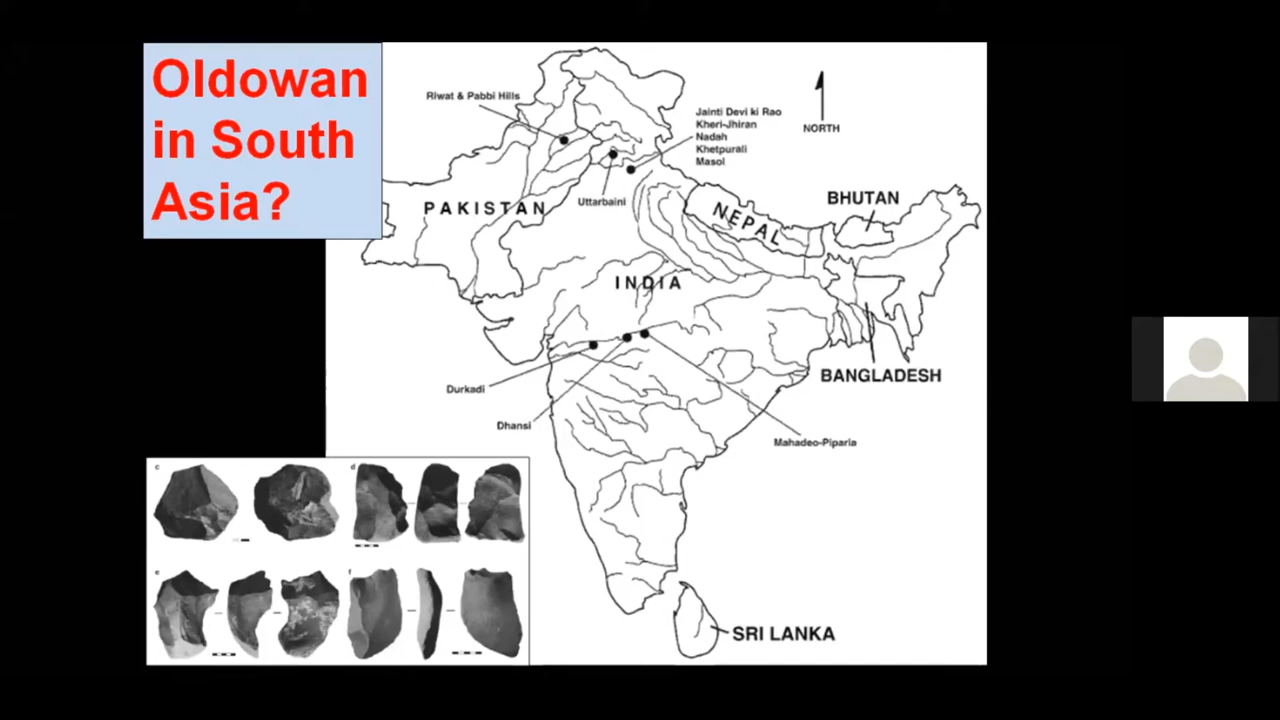 Oldowan
in South
Asia?
Riwat & Pabbi Hills
Jainti Devi ki Rao
Kheri-Jhiran
Nadah
Khetpurali
Masol
NORTH
Uttarbaini
PAKISTAN
NEPAL
BHUTAN
INDIA
Durkadi
BANGLADESH
Dhansi
Mahadeo-Piparia
SRI LANKA
c
d
e
f